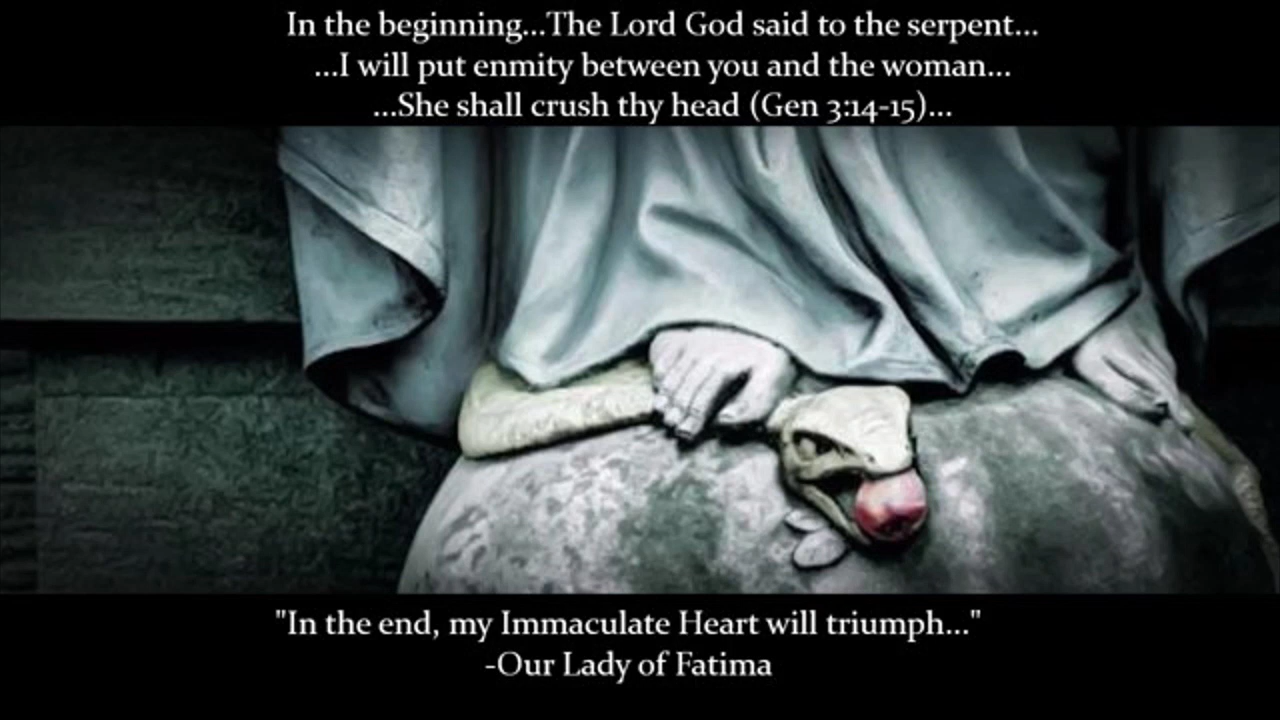 In the beginning...The Lord God said to the serpent...
...I will put enmity between you and the woman...
...She shall crush thy head (Gen 3:14-15)...
"In the end, my Immaculate Heart will triumph..."
-Our Lady of Fatima